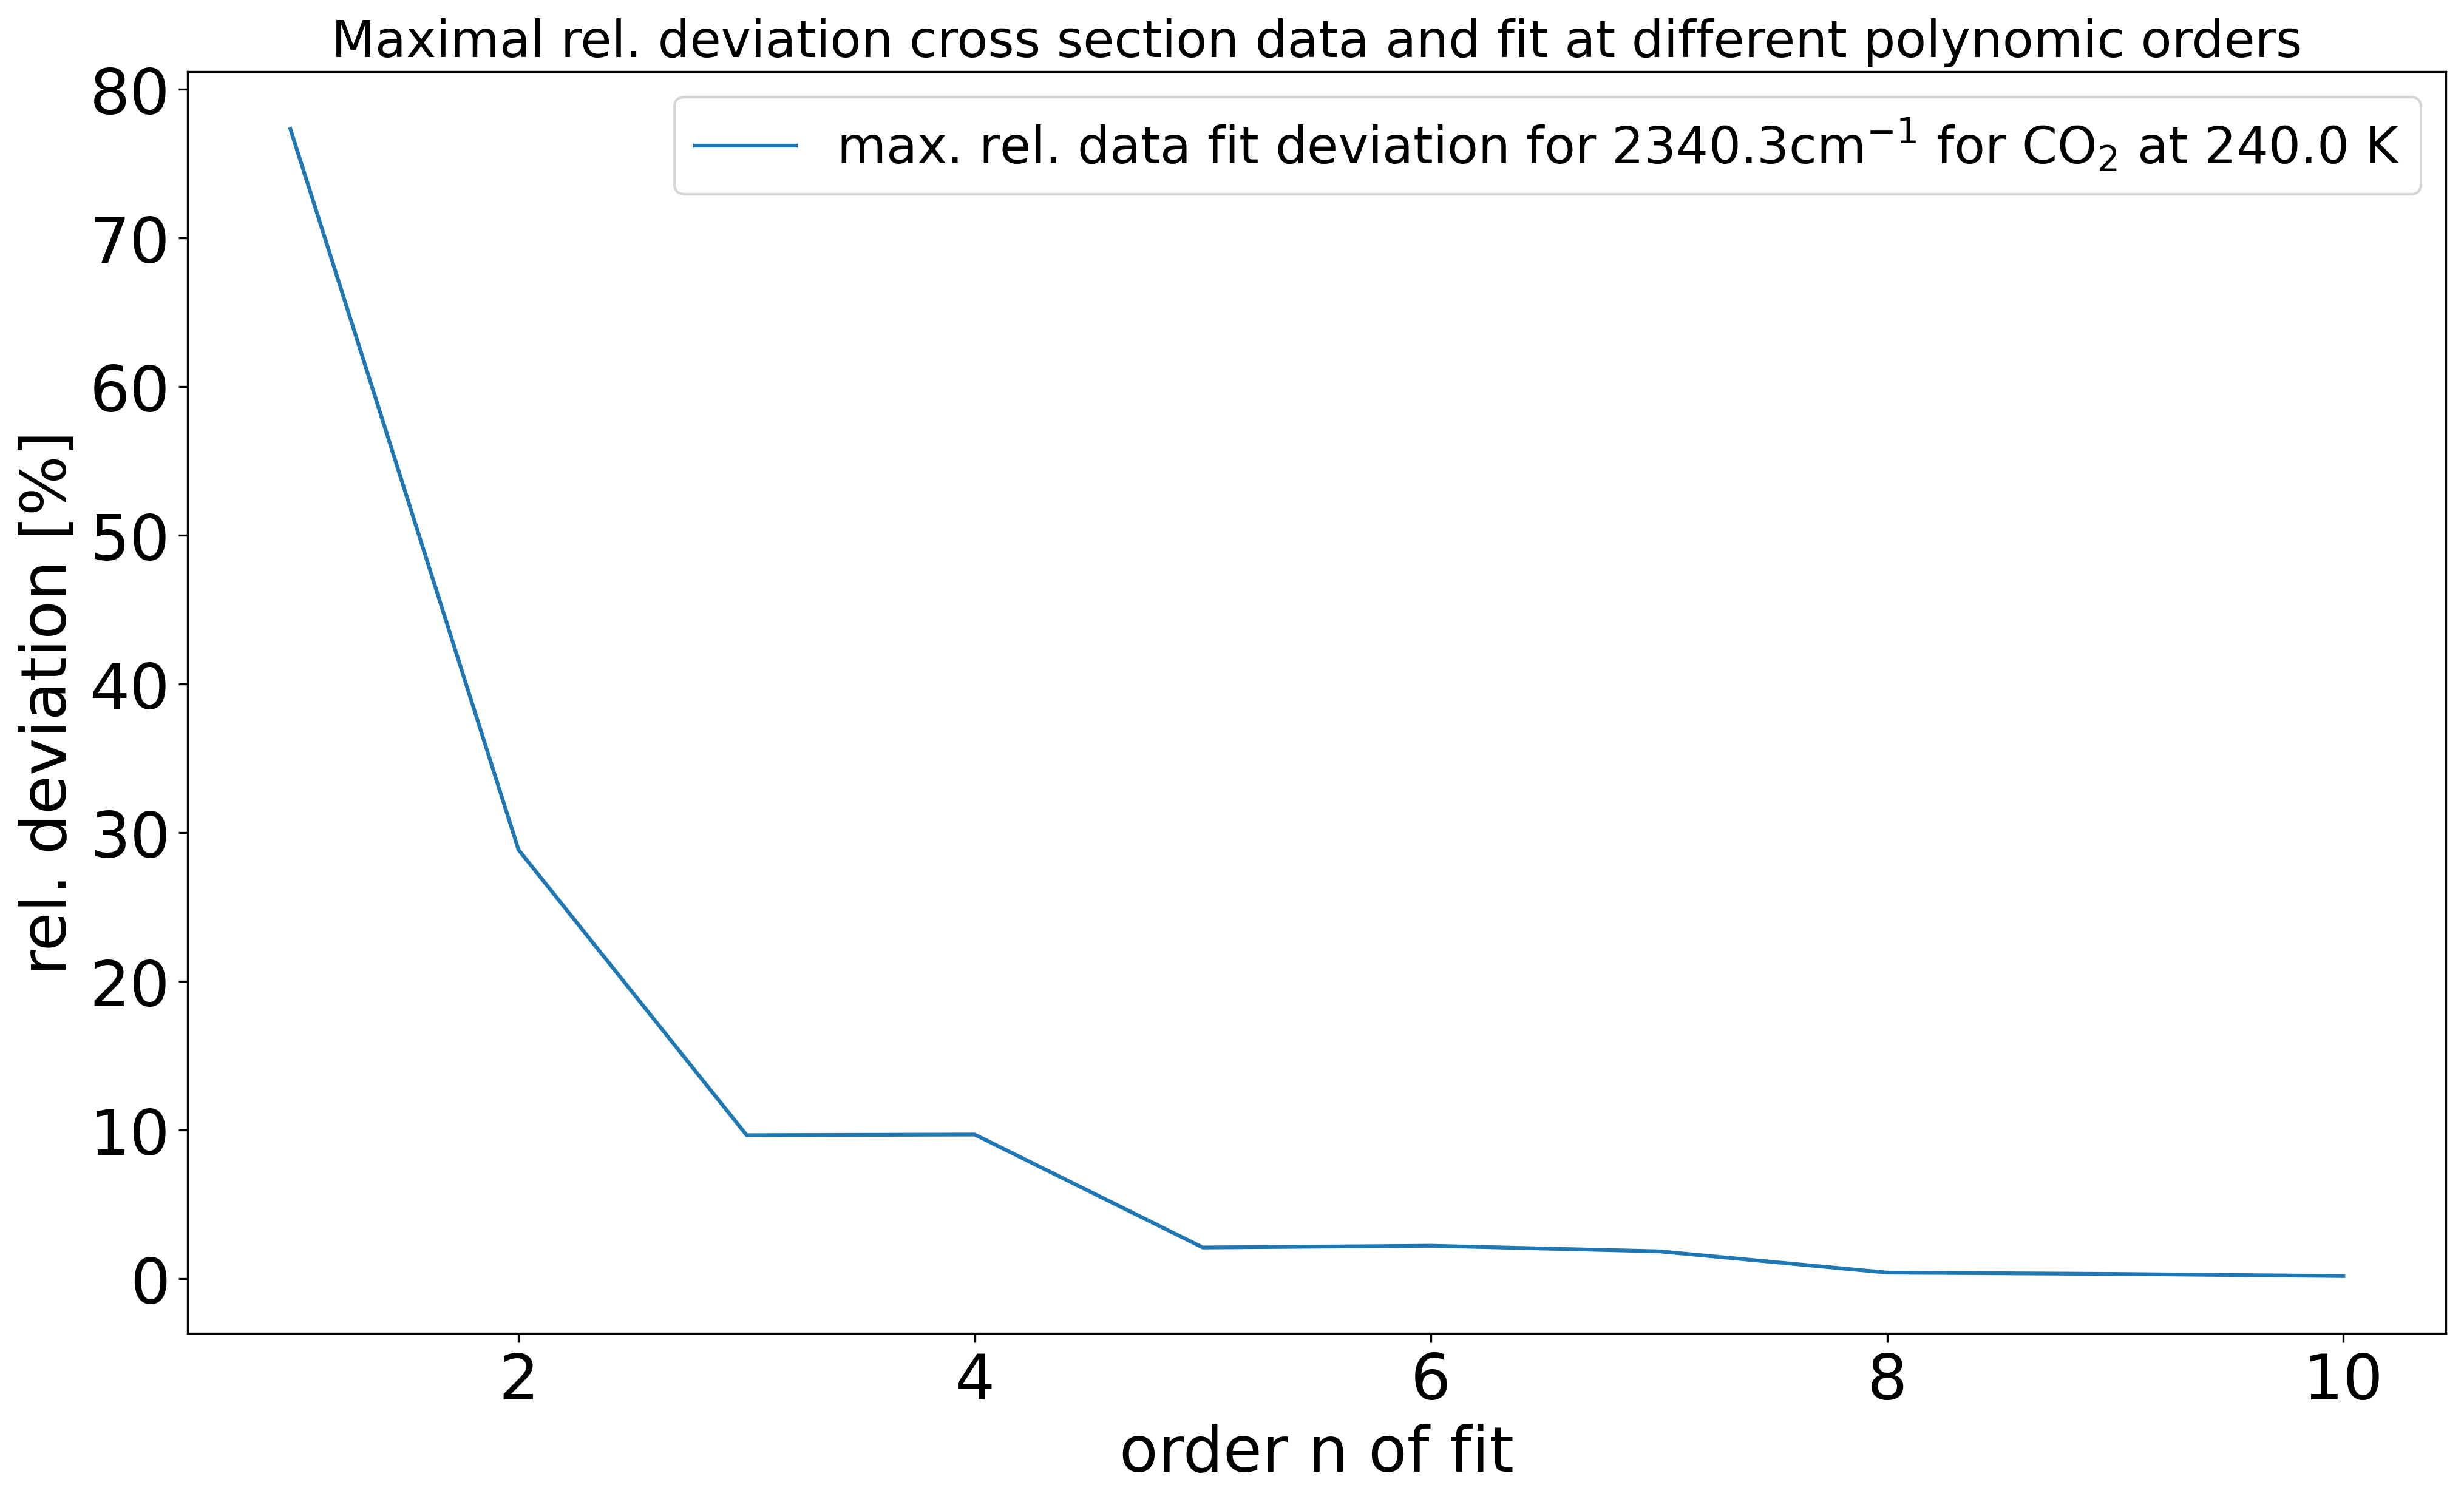 Maximal rel. deviation cross section data and fit at different polynomic orders
max. rel. data fit deviation for 2340.3cm⁻¹ for CO₂ at 240.0 K
rel. deviation [%]
80
70
60
50
40
30
20
10
0
2 4 6 8 10
order n of fit